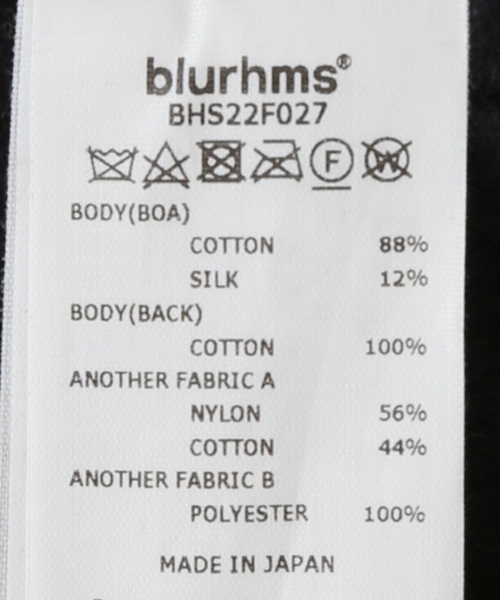 blurhms®
BHS22F027
F W
BODY(BOA)
COTTON 88%
SILK 12%
BODY(BACK)
COTTON 100%
ANOTHER FABRIC A
NYLON 56%
COTTON 44%
ANOTHER FABRIC B
POLYESTER 100%
MADE IN JAPAN